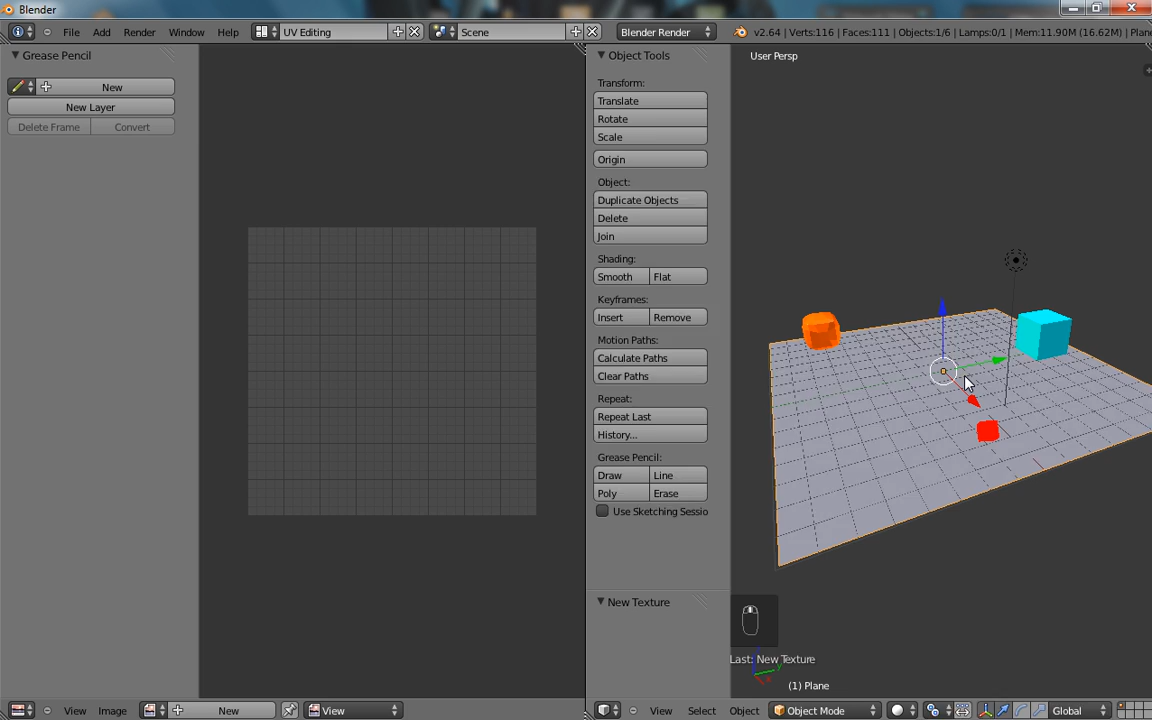 Blender
File Add Render Window Help UV Editing Scene Blender Render v2.64 | Verts:116 | Faces:111 | Objects:1/6 | Lamps:0/1 | Mem:11.90M (16.62M) | Plane
Grease Pencil
New
New Layer
Delete Frame Convert
Object Tools
Transform:
Translate
Rotate
Scale
Origin
Object:
Duplicate Objects
Delete
Join
Shading:
Smooth Flat
Keyframes:
Insert Remove
Motion Paths:
Calculate Paths
Clear Paths
Repeat:
Repeat Last
History...
Grease Pencil:
Draw Line
Poly Erase
Use Sketching Sessio
New Texture
User Persp
Last: New Texture
(1) Plane
View Image New View
View Select Object Object Mode Global